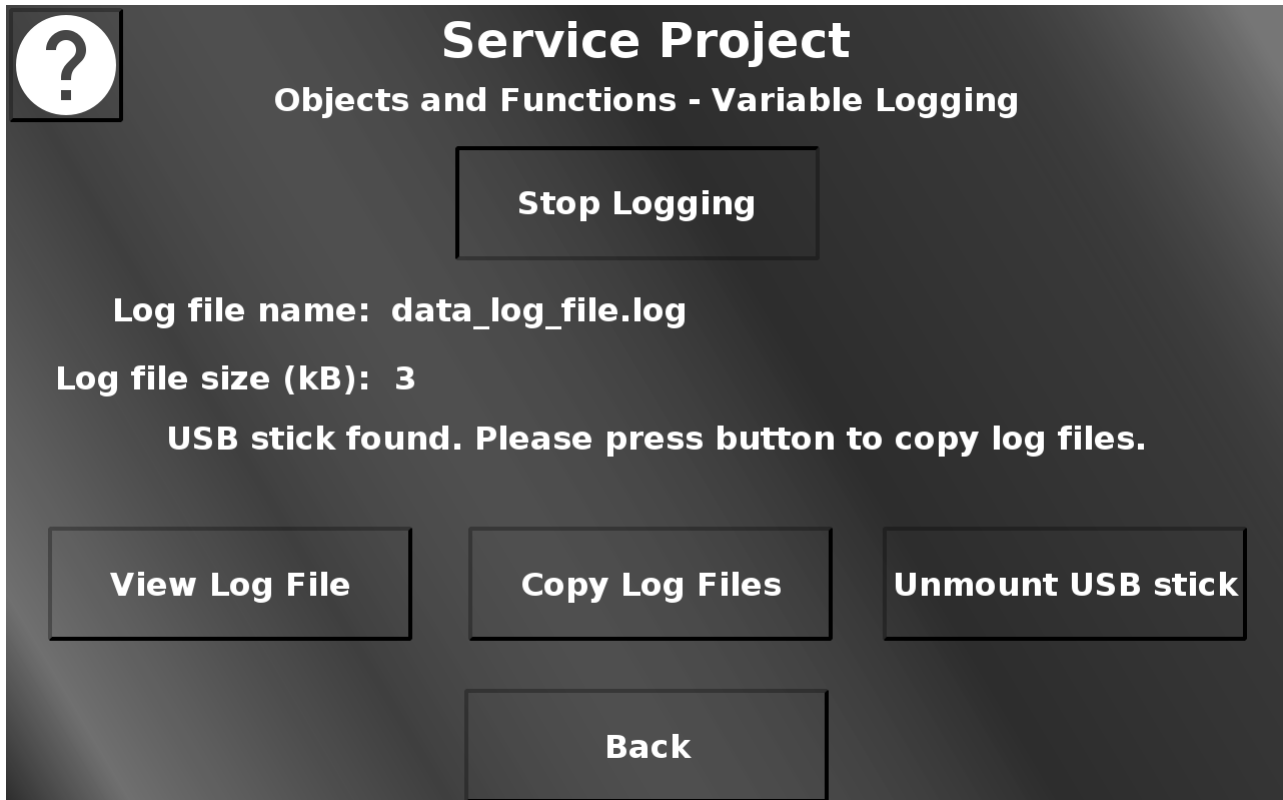 ?
Service Project
Objects and Functions - Variable Logging
Stop Logging
Log file name: data_log_file.log
Log file size (kB): 3
USB stick found. Please press button to copy log files.
View Log File
Copy Log Files
Unmount USB stick
Back